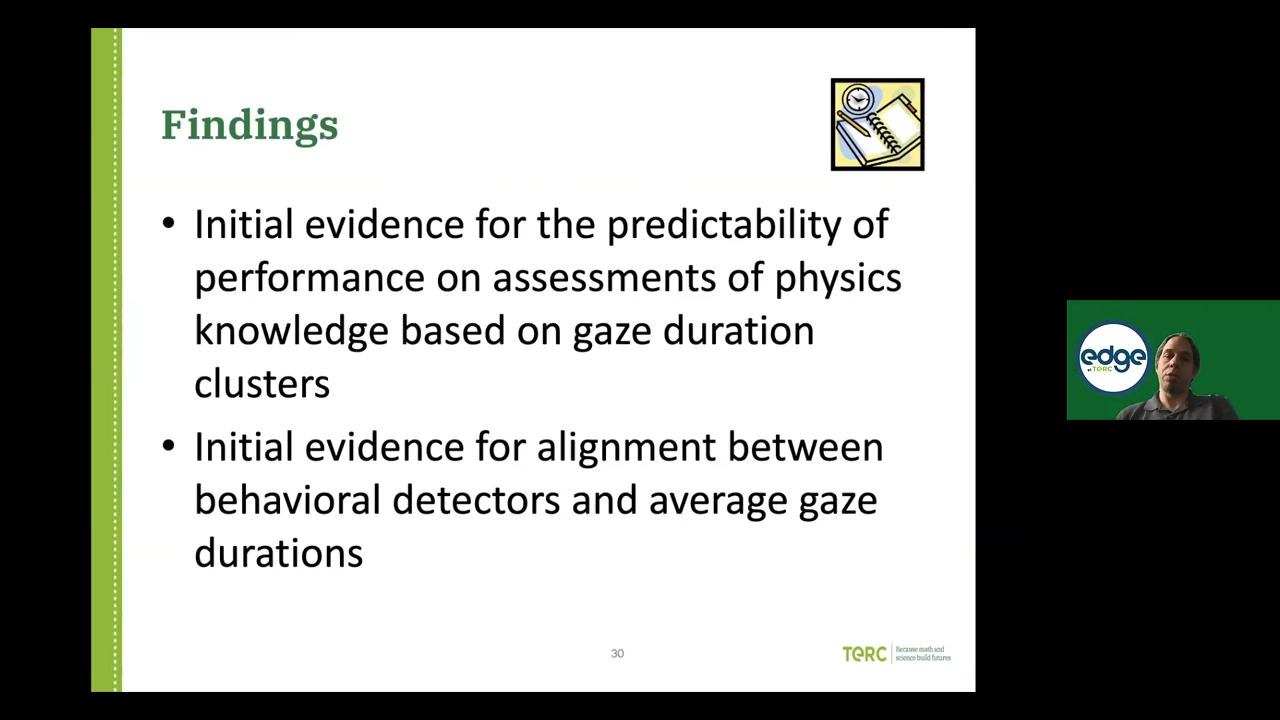 Findings
• Initial evidence for the predictability of
performance on assessments of physics
knowledge based on gaze duration
clusters
• Initial evidence for alignment between
behavioral detectors and average gaze
durations
30
TERC
Because math and
science build futures
edge
at TERC